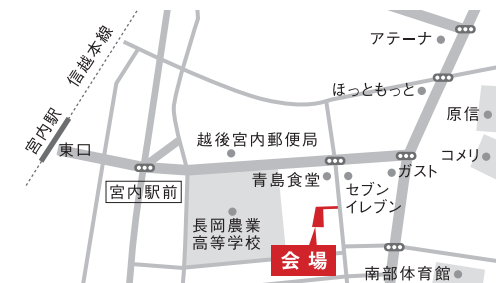 アテーナ
信越本線
ほっともっと
原信
宮内駅
東口
越後宮内郵便局
コメリ
ガスト
宮内駅前
青島食堂
セブン
イレブン
長岡農業
高等学校
会場
南部体育館